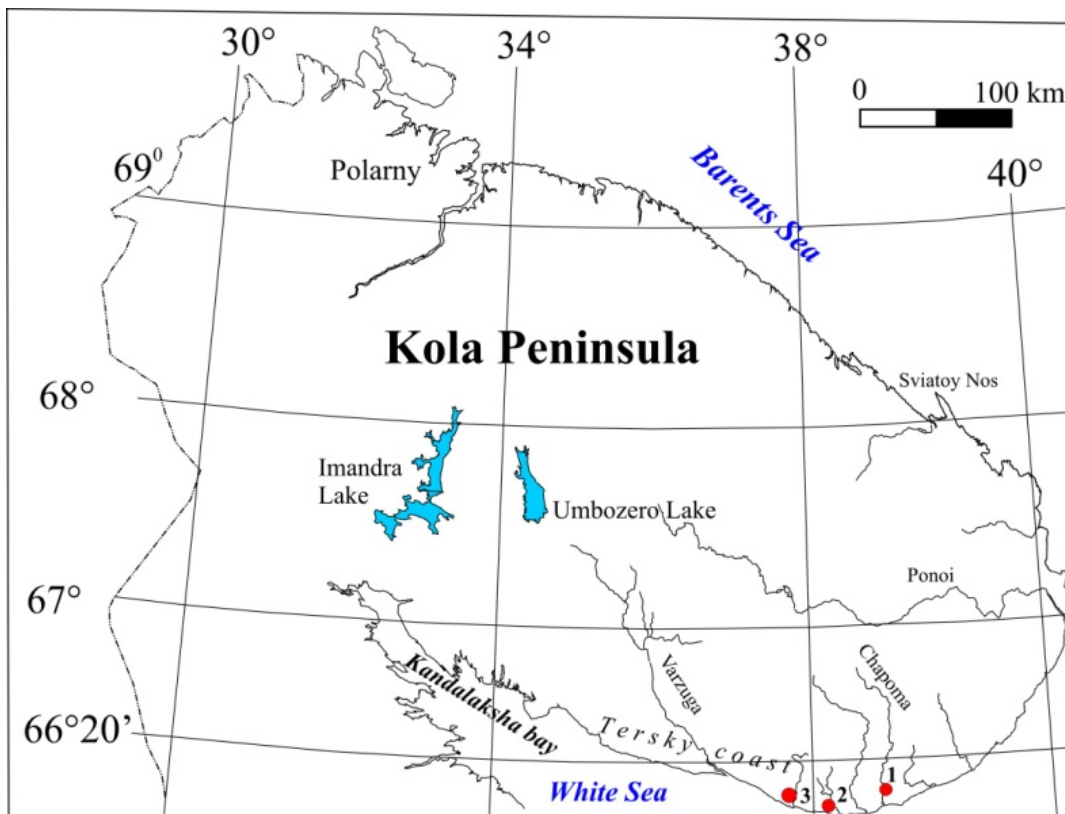 30°
34°
38°
0
100 km
69⁰
Polarny
Barents Sea
40°
Kola Peninsula
68°
Sviatoy Nos
Imandra
Lake
Umbozero Lake
67°
Ponoi
Varzuga
Chapoma
Kandalaksha bay
66°20’
Tersky coast
White Sea
3
2
1